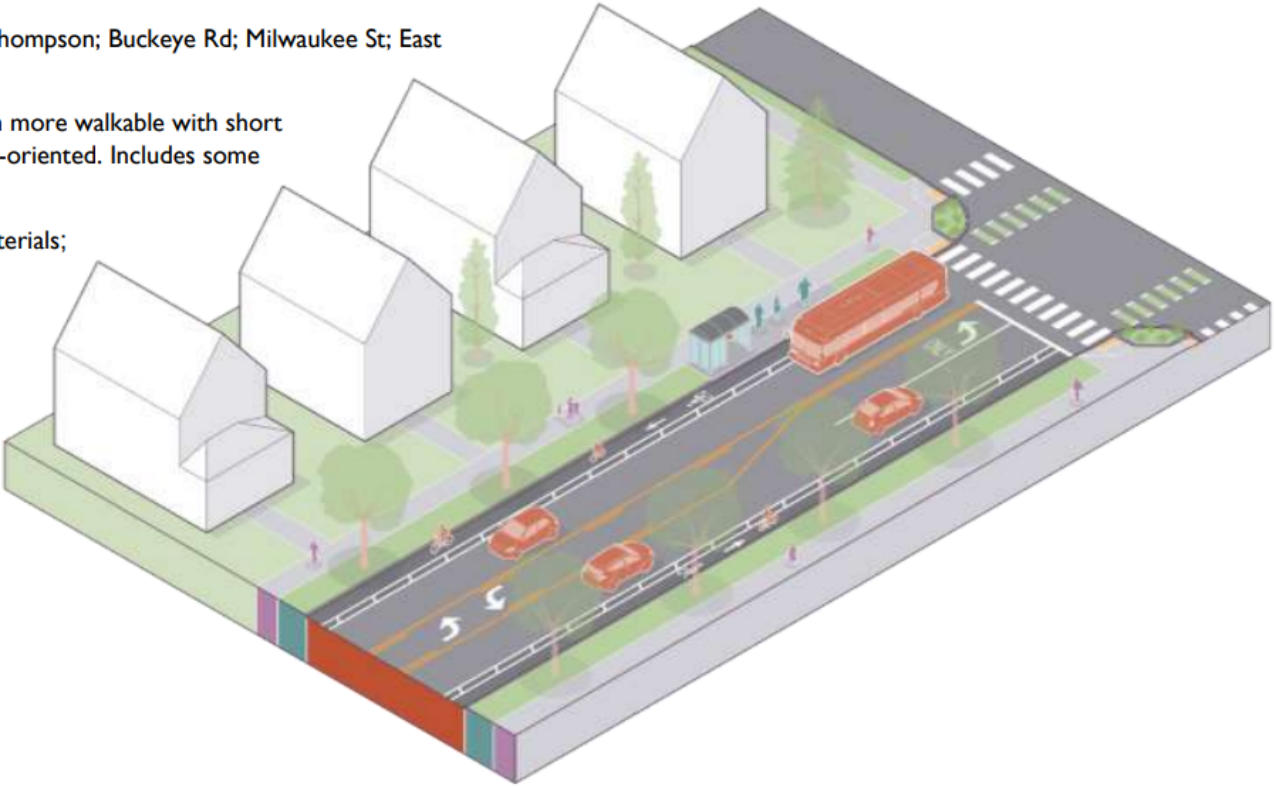 hompson; Buckeye Rd; Milwaukee St; East
more walkable with short
-oriented. Includes some
terials;